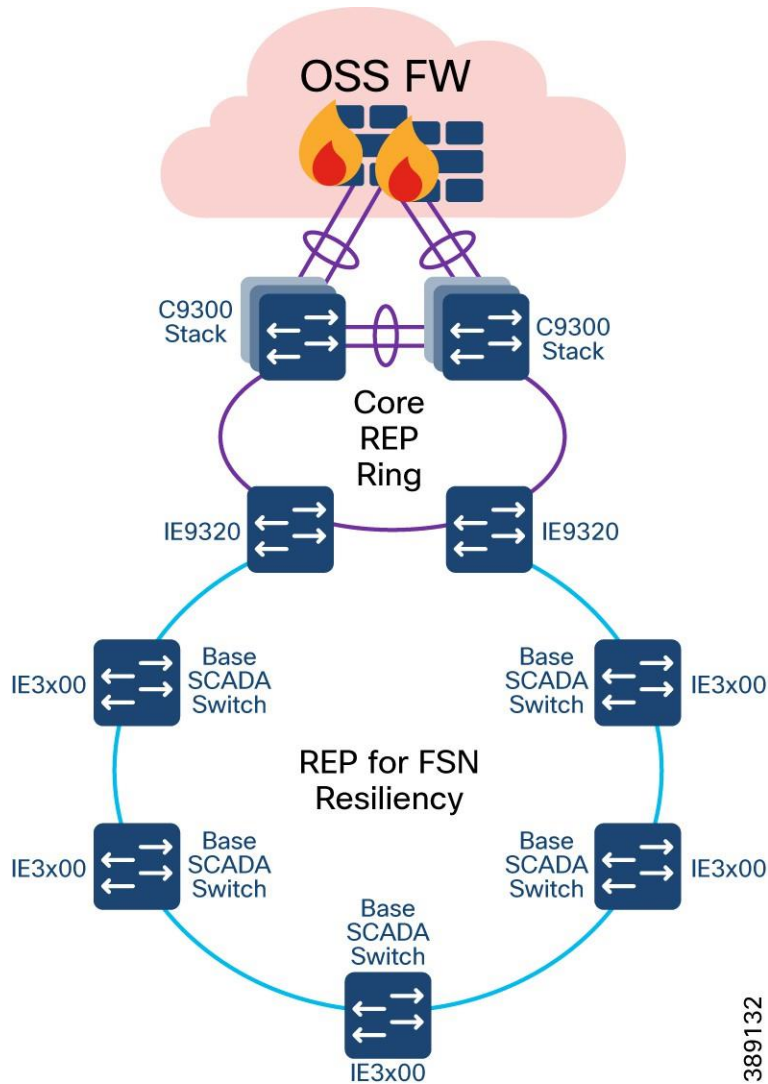 OSS FW
C9300
Stack
C9300
Stack
Core
REP
Ring
IE9320
IE9320
IE3x00
Base
SCADA
Switch
Base
SCADA
Switch
IE3x00
REP for FSN
Resiliency
IE3x00
Base
SCADA
Switch
Base
SCADA
Switch
IE3x00
Base
SCADA
Switch
IE3x00
389132